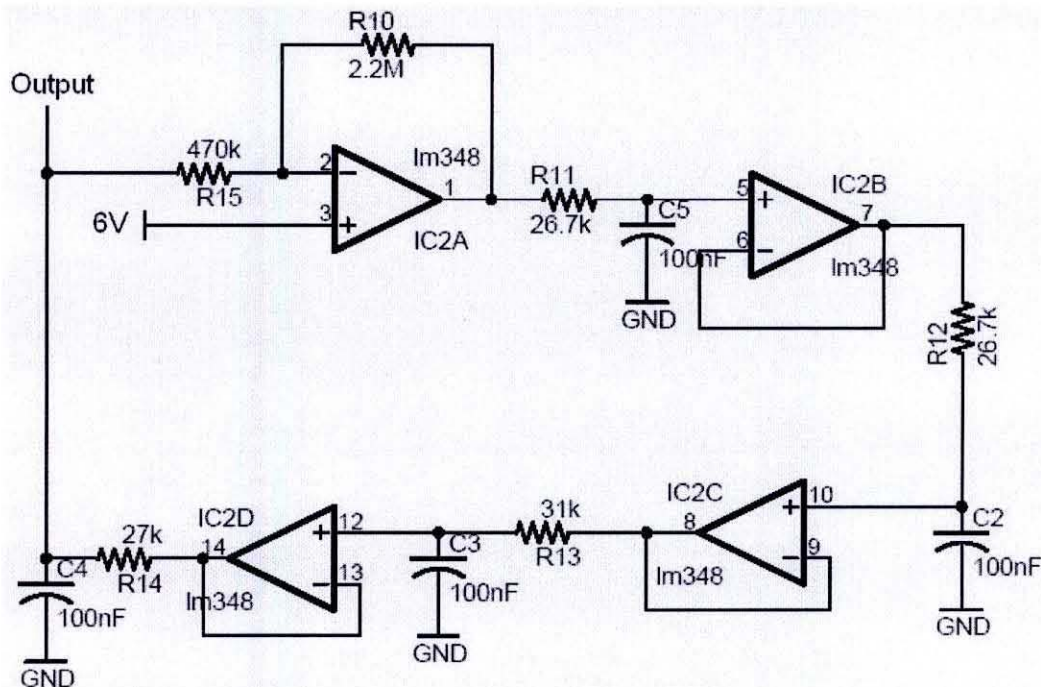 R10
2.2M
Output
470k
R15
2
3
1
lm348
IC2A
6V
R11
26.7k
C5
100nF
GND
5
6
7
IC2B
lm348
R12
26.7k
IC2C
10
9
8
lm348
C2
100nF
GND
31k
R13
C3
100nF
GND
IC2D
12
13
14
lm348
27k
R14
C4
100nF
GND